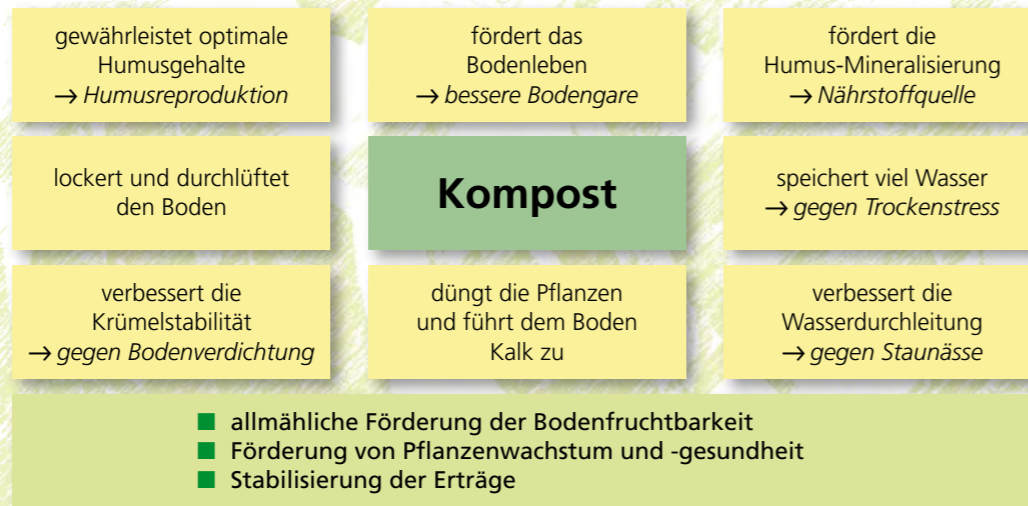 gewährleistet optimale
Humusgehalte
→ Humusreproduktion
fördert das
Bodenleben
→ bessere Bodengare
fördert die
Humus-Mineralisierung
→ Nährstoffquelle
lockert und durchlüftet
den Boden
Kompost
speichert viel Wasser
→ gegen Trockenstress
verbessert die
Krümelstabilität
→ gegen Bodenverdichtung
düngt die Pflanzen
und führt dem Boden
Kalk zu
verbessert die
Wasserdurchleitung
→ gegen Staunässe
■ allmähliche Förderung der Bodenfruchtbarkeit
■ Förderung von Pflanzenwachstum und -gesundheit
■ Stabilisierung der Erträge